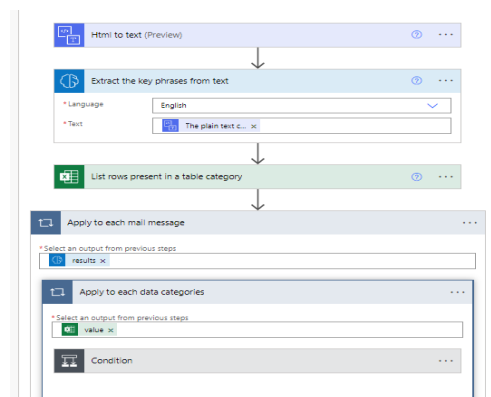 Html to text (Preview)
Extract the key phrases from text
* Language English
* Text The plain text c... ×
List rows present in a table category
Apply to each mail message
* Select an output from previous steps
results ×
Apply to each data categories
* Select an output from previous steps
value ×
Condition